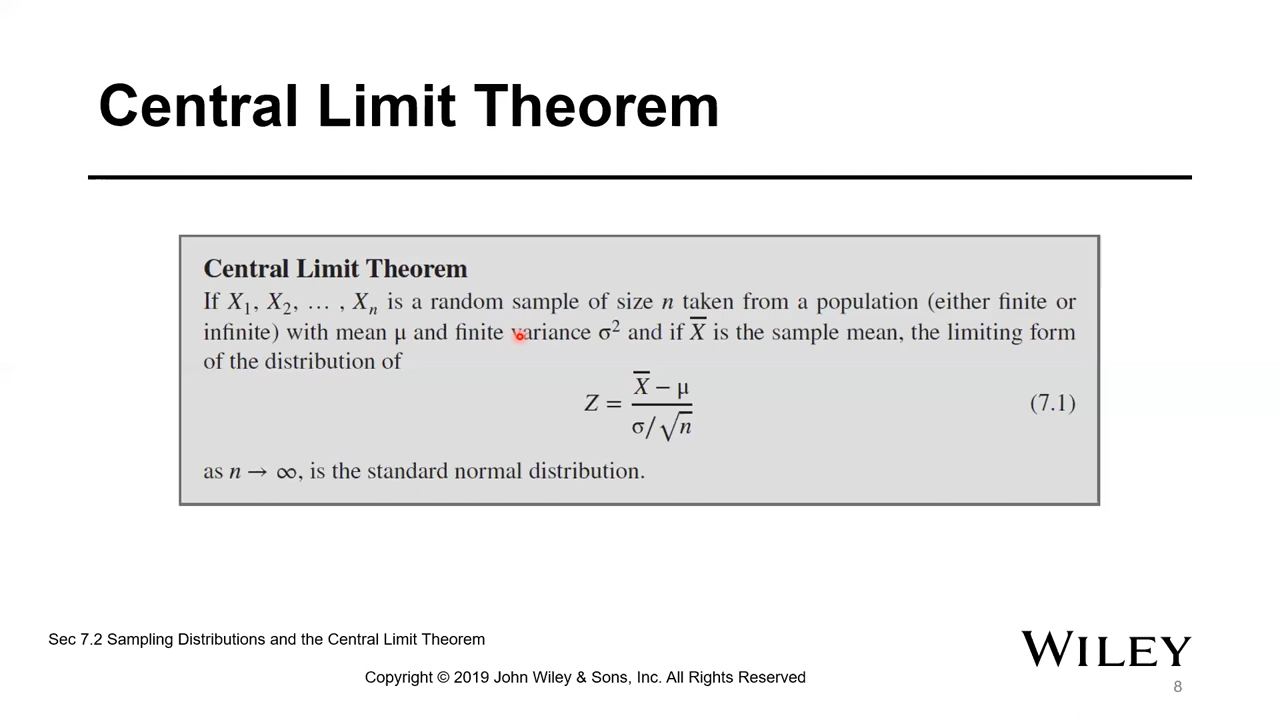 Central Limit Theorem
Central Limit Theorem
If X₁, X₂, … , Xₙ is a random sample of size n taken from a population (either finite or
infinite) with mean μ and finite variance σ² and if X̅ is the sample mean, the limiting form
of the distribution of
Z = (X̅ − μ) / (σ/√n) (7.1)
as n → ∞, is the standard normal distribution.
Sec 7.2 Sampling Distributions and the Central Limit Theorem
WILEY
Copyright © 2019 John Wiley & Sons, Inc. All Rights Reserved
8